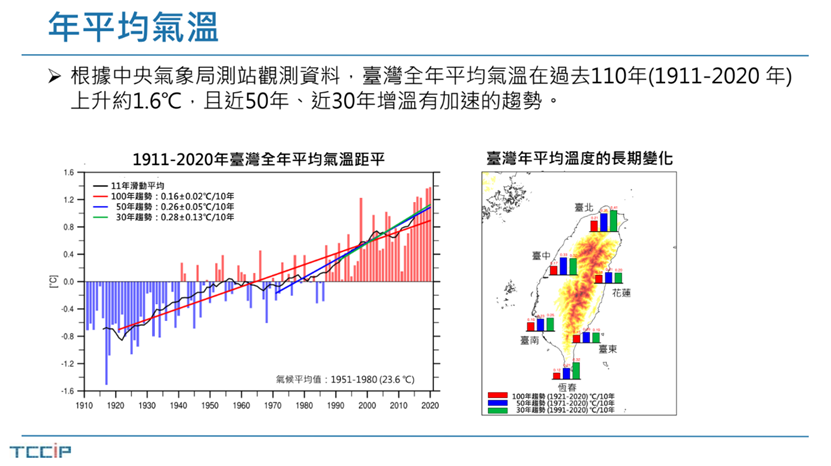 年平均氣溫
➢ 根據中央氣象局測站觀測資料，臺灣全年平均氣溫在過去110年(1911-2020 年)
上升約1.6℃，且近50年、近30年增溫有加速的趨勢。
1911-2020年臺灣全年平均氣溫距平
1.6
1.2
0.8
0.4
0.0
-0.4
-0.8
-1.2
-1.6
[℃]
11年滑動平均
100年趨勢：0.16±0.02℃/10年
50年趨勢：0.26±0.05℃/10年
30年趨勢：0.28±0.13℃/10年
氣候平均值：1951-1980 (23.6 ℃)
1910 1920 1930 1940 1950 1960 1970 1980 1990 2000 2010 2020
臺灣年平均溫度的長期變化
臺北
臺中
花蓮
臺南
臺東
恆春
100年趨勢 (1921-2020) ℃/10年
50年趨勢 (1971-2020) ℃/10年
30年趨勢 (1991-2020) ℃/10年
TCCIP